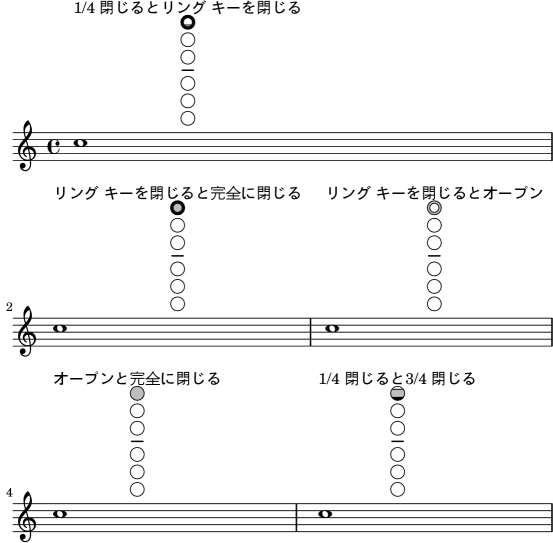 1/4 閉じるとリング キーを閉じる
リング キーを閉じると完全に閉じる
リング キーを閉じるとオープン
2
オープンと完全に閉じる
1/4 閉じると3/4 閉じる
4